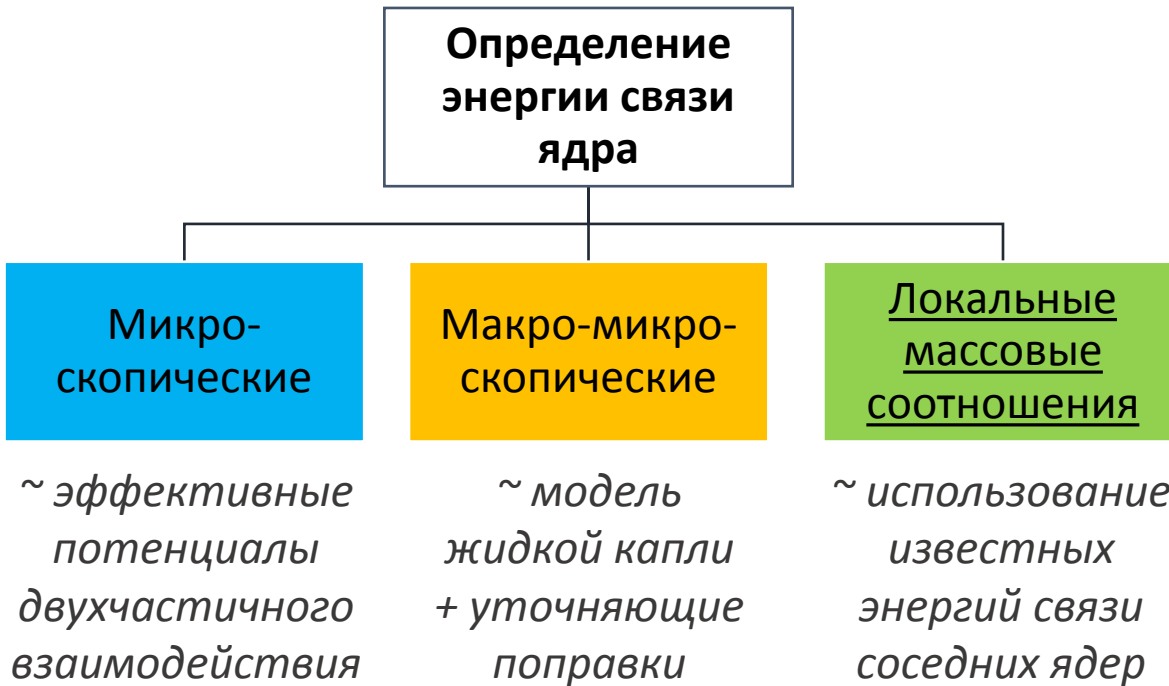 Определение
энергии связи
ядра
Микро-
скопические
Макро-микро-
скопические
Локальные
массовые
соотношения
~ эффективные
потенциалы
двухчастичного
взаимодействия
~ модель
жидкой капли
+ уточняющие
поправки
~ использование
известных
энергий связи
соседних ядер